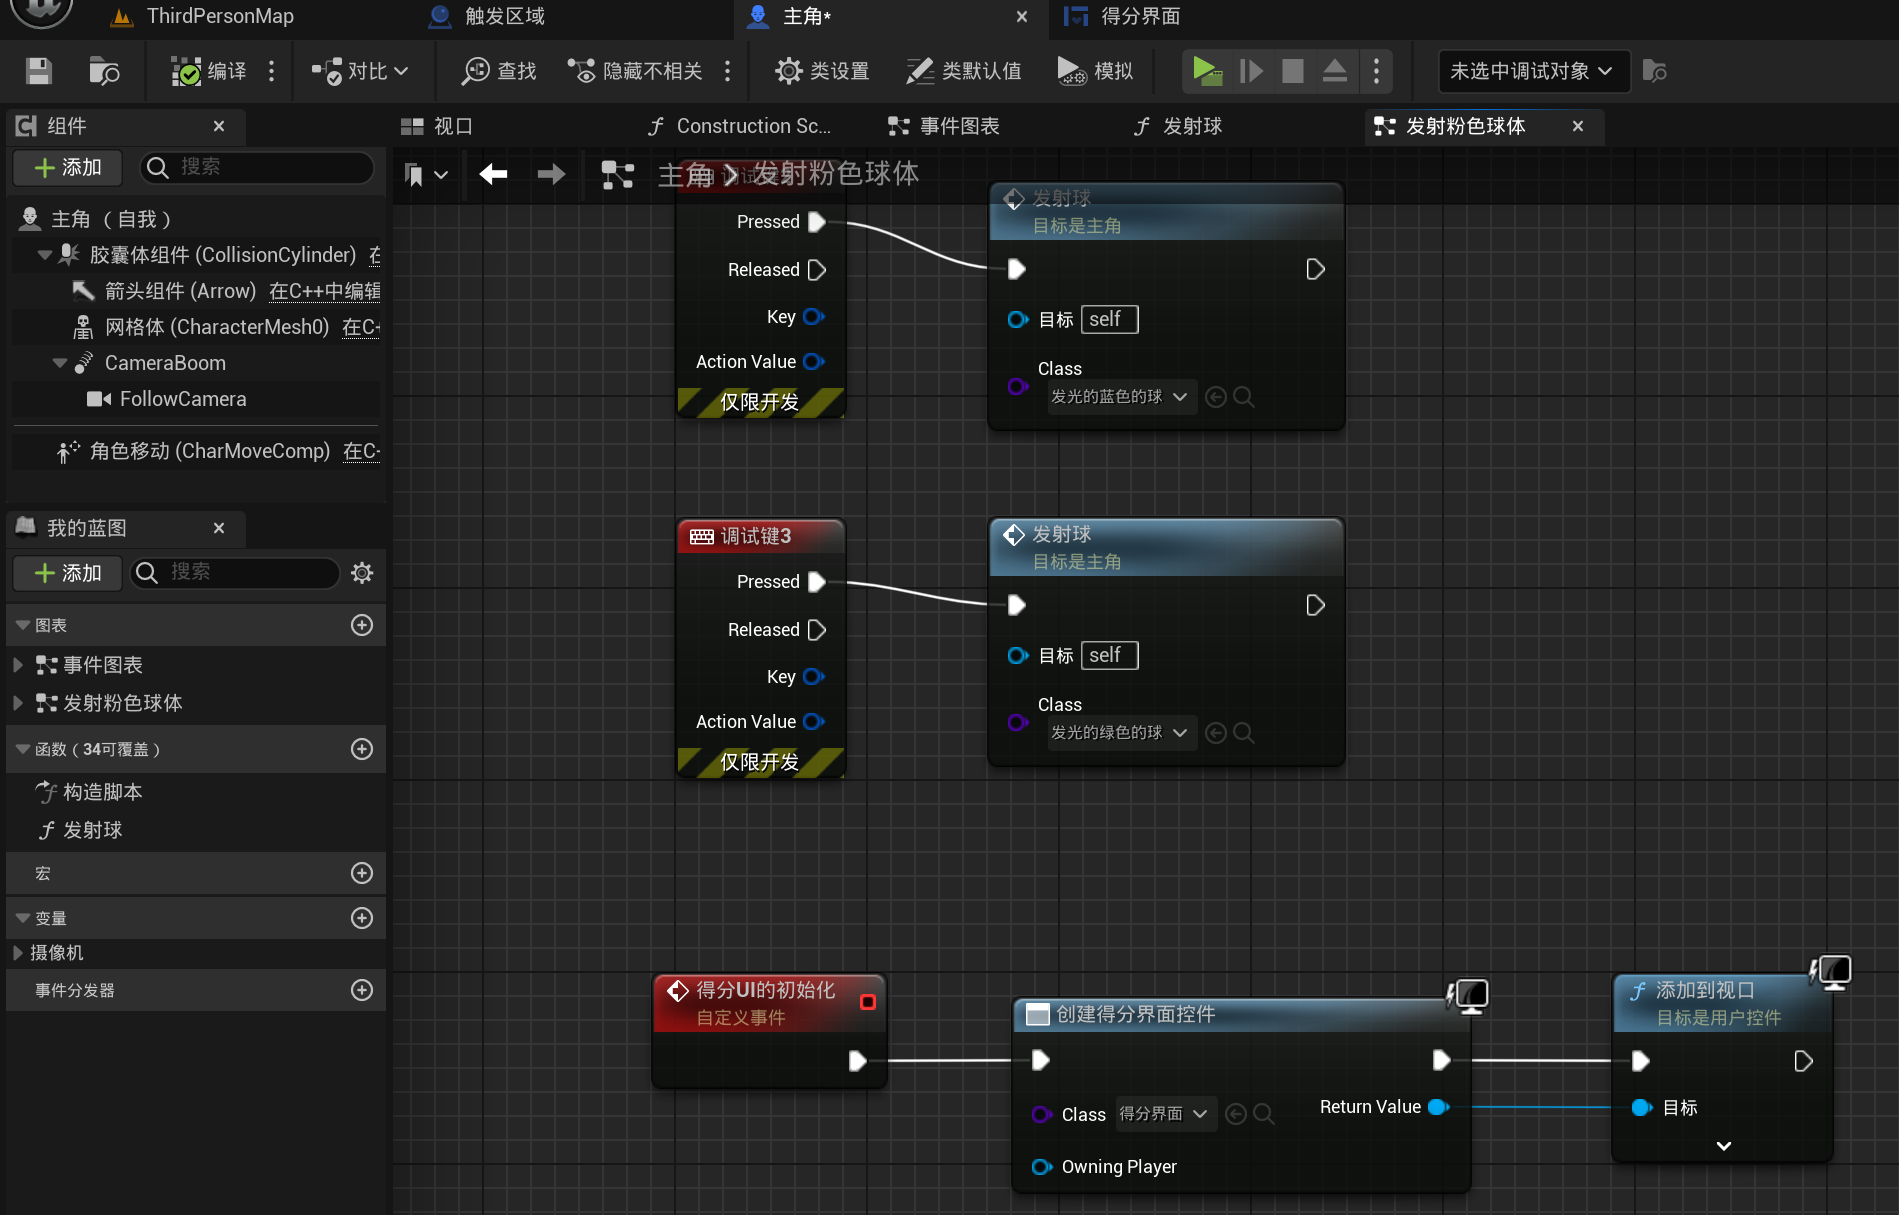 ThirdPersonMap
触发区域
主角*
得分界面
编译
对比
查找
隐藏不相关
类设置
类默认值
模拟
未选中调试对象
组件
添加
搜索
主角（自我）
胶囊体组件 (CollisionCylinder)
箭头组件 (Arrow) 在C++中编辑
网格体 (CharacterMesh0) 在C+
CameraBoom
FollowCamera
角色移动 (CharMoveComp) 在C
我的蓝图
添加
搜索
图表
事件图表
发射粉色球体
函数（34可覆盖）
构造脚本
发射球
宏
变量
摄像机
事件分发器
视口
Construction Sc...
事件图表
发射球
发射粉色球体
主角 > 发射粉色球体
Pressed
Released
Key
Action Value
仅限开发
发射球
目标是主角
目标 self
Class
发光的蓝色的球
调试键3
Pressed
Released
Key
Action Value
仅限开发
发射球
目标是主角
目标 self
Class
发光的绿色的球
得分UI的初始化
自定义事件
创建得分界面控件
Class 得分界面
Return Value
Owning Player
添加到视口
目标是用户控件
目标